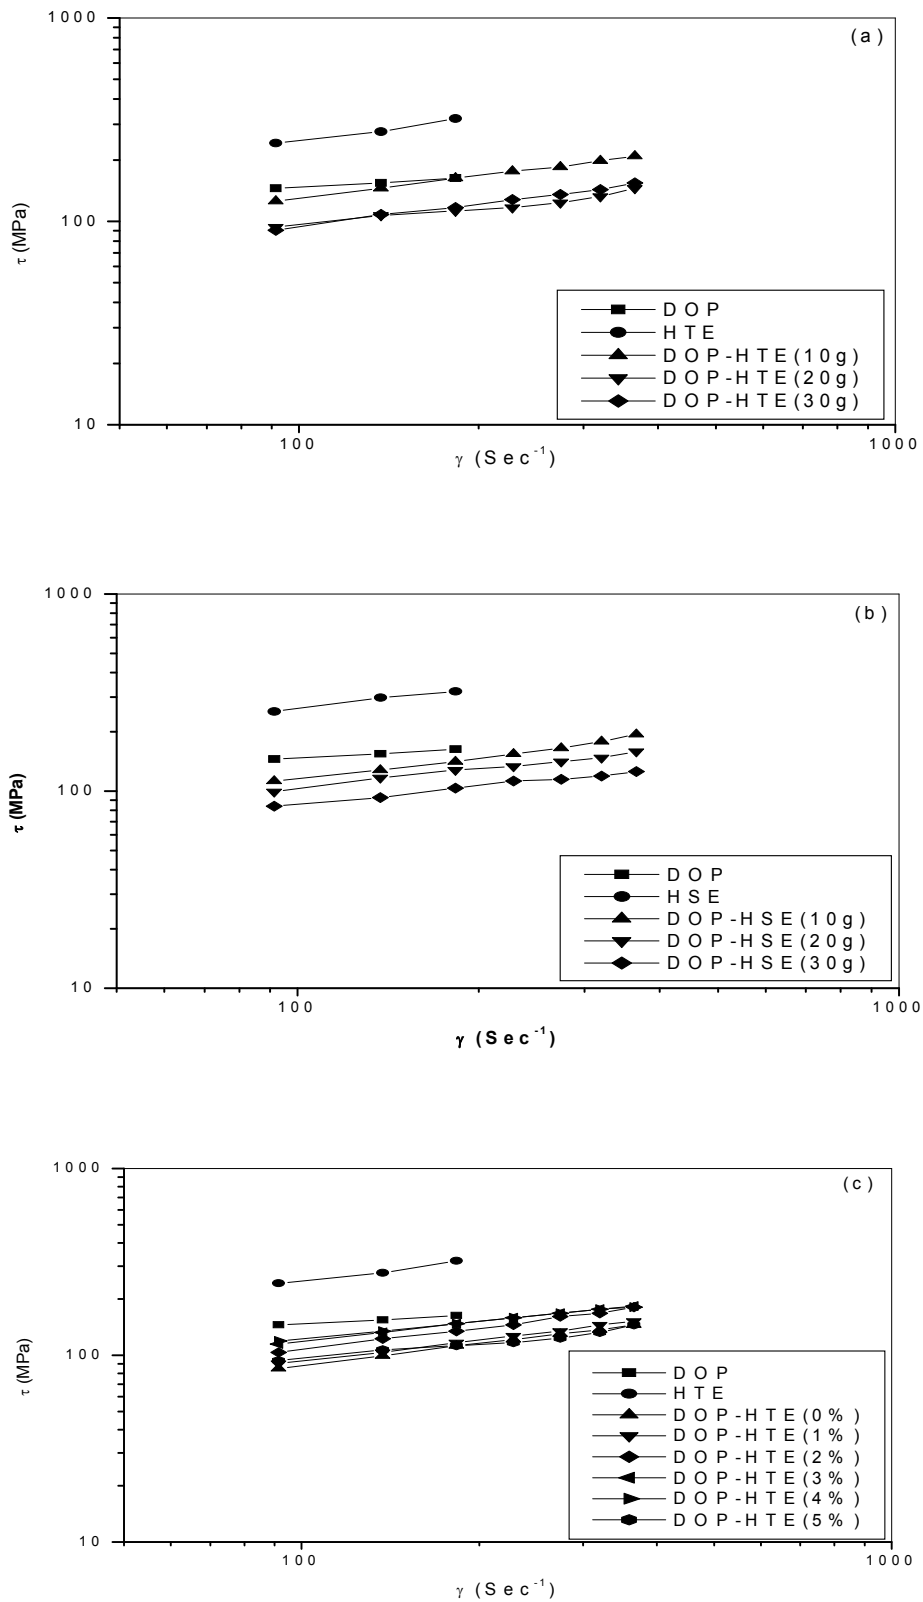 1000
(a)
τ (MPa)
100
DOP
HTE
DOP-HTE(10g)
DOP-HTE(20g)
DOP-HTE(30g)
10
100
1000
γ (Sec⁻¹)
1000
(b)
τ (MPa)
100
DOP
HSE
DOP-HSE(10g)
DOP-HSE(20g)
DOP-HSE(30g)
10
100
1000
γ (Sec⁻¹)
1000
(c)
τ (MPa)
100
DOP
HTE
DOP-HTE(0%)
DOP-HTE(1%)
DOP-HTE(2%)
DOP-HTE(3%)
DOP-HTE(4%)
DOP-HTE(5%)
10
100
1000
γ (Sec⁻¹)